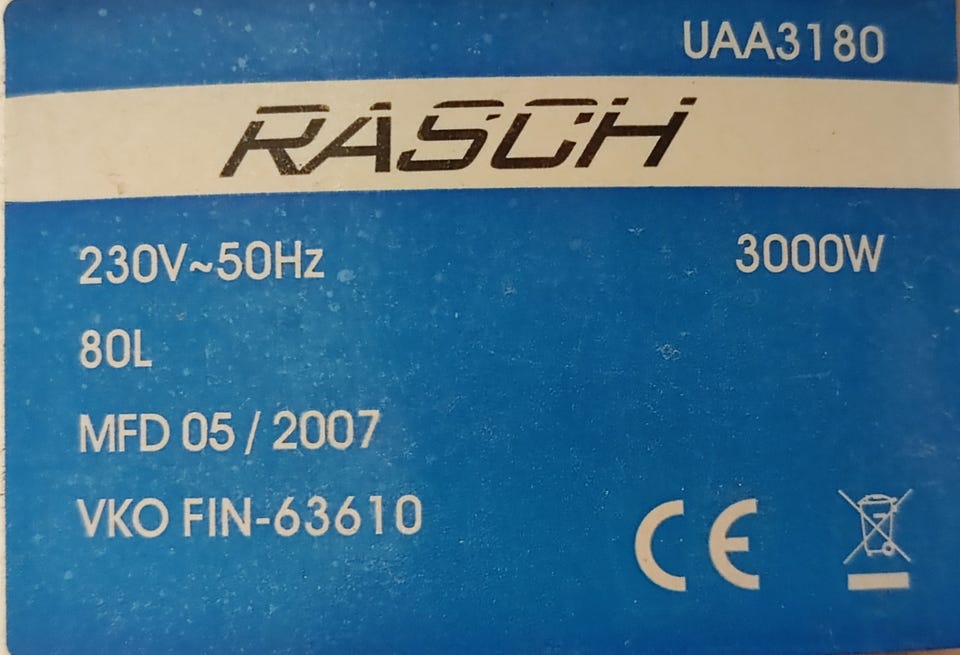 UAA3180
RASCH
230V~50Hz 3000W
80L
MFD 05 / 2007
VKO FIN-63610
CE